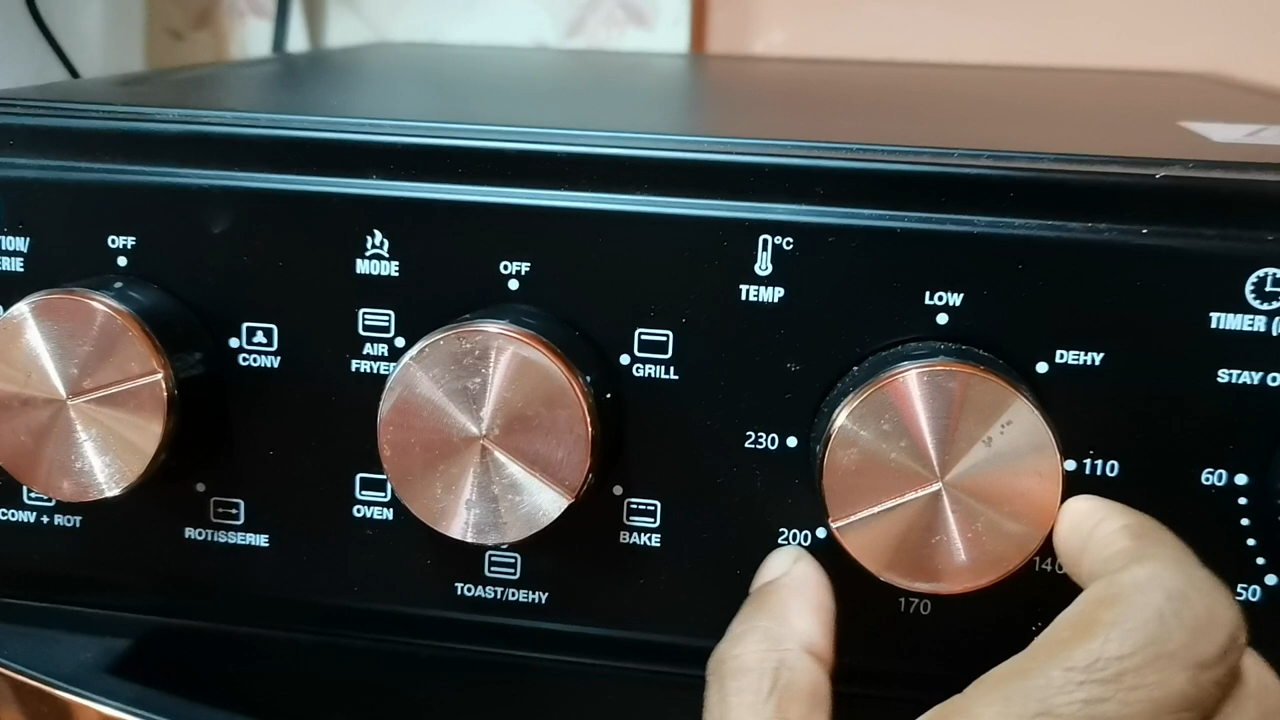 OFF
CONV
CONV + ROT
ROTISSERIE
MODE
OFF
AIR
FRYER
GRILL
OVEN
BAKE
TOAST/DEHY
°C
TEMP
LOW
DEHY
230
110
200
140
170
TIMER
STAY
60
50